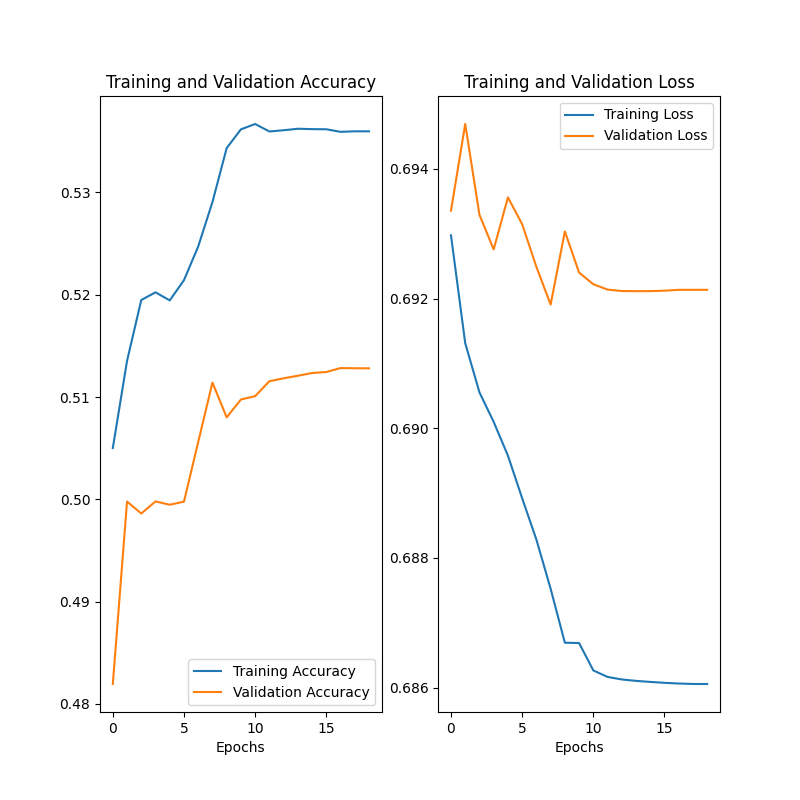 Training and Validation Accuracy
0.53
0.52
0.51
0.50
0.49
0.48
0
5
10
15
Epochs
Training Accuracy
Validation Accuracy
Training and Validation Loss
0.694
0.692
0.690
0.688
0.686
0
5
10
15
Epochs
Training Loss
Validation Loss